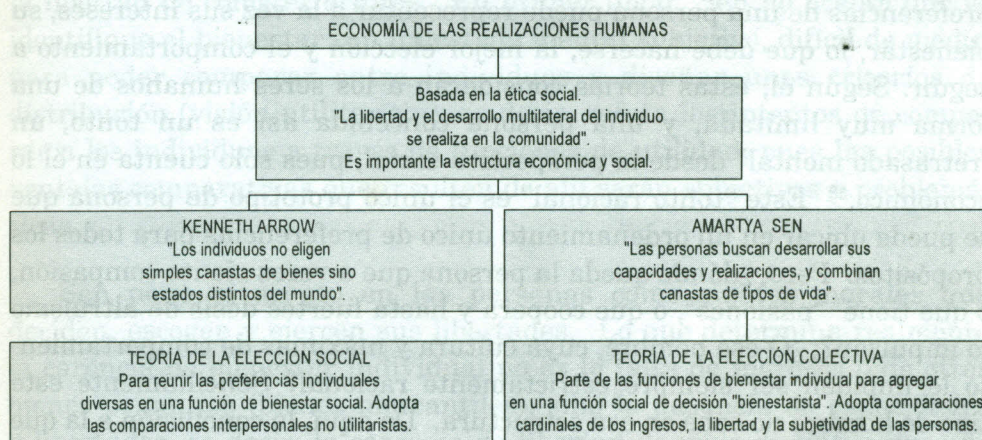 ECONOMÍA DE LAS REALIZACIONES HUMANAS
Basada en la ética social.
"La libertad y el desarrollo multilateral del individuo
se realiza en la comunidad".
Es importante la estructura económica y social.
KENNETH ARROW
"Los individuos no eligen
simples canastas de bienes sino
estados distintos del mundo".
AMARTYA SEN
"Las personas buscan desarrollar sus
capacidades y realizaciones, y combinan
canastas de tipos de vida".
TEORÍA DE LA ELECCIÓN SOCIAL
Para reunir las preferencias individuales
diversas en una función de bienestar social. Adopta
las comparaciones interpersonales no utilitaristas.
TEORÍA DE LA ELECCIÓN COLECTIVA
Parte de las funciones de bienestar individual para agregar
en una función social de decisión "bienestarista". Adopta comparaciones
cardinales de los ingresos, la libertad y la subjetividad de las personas.